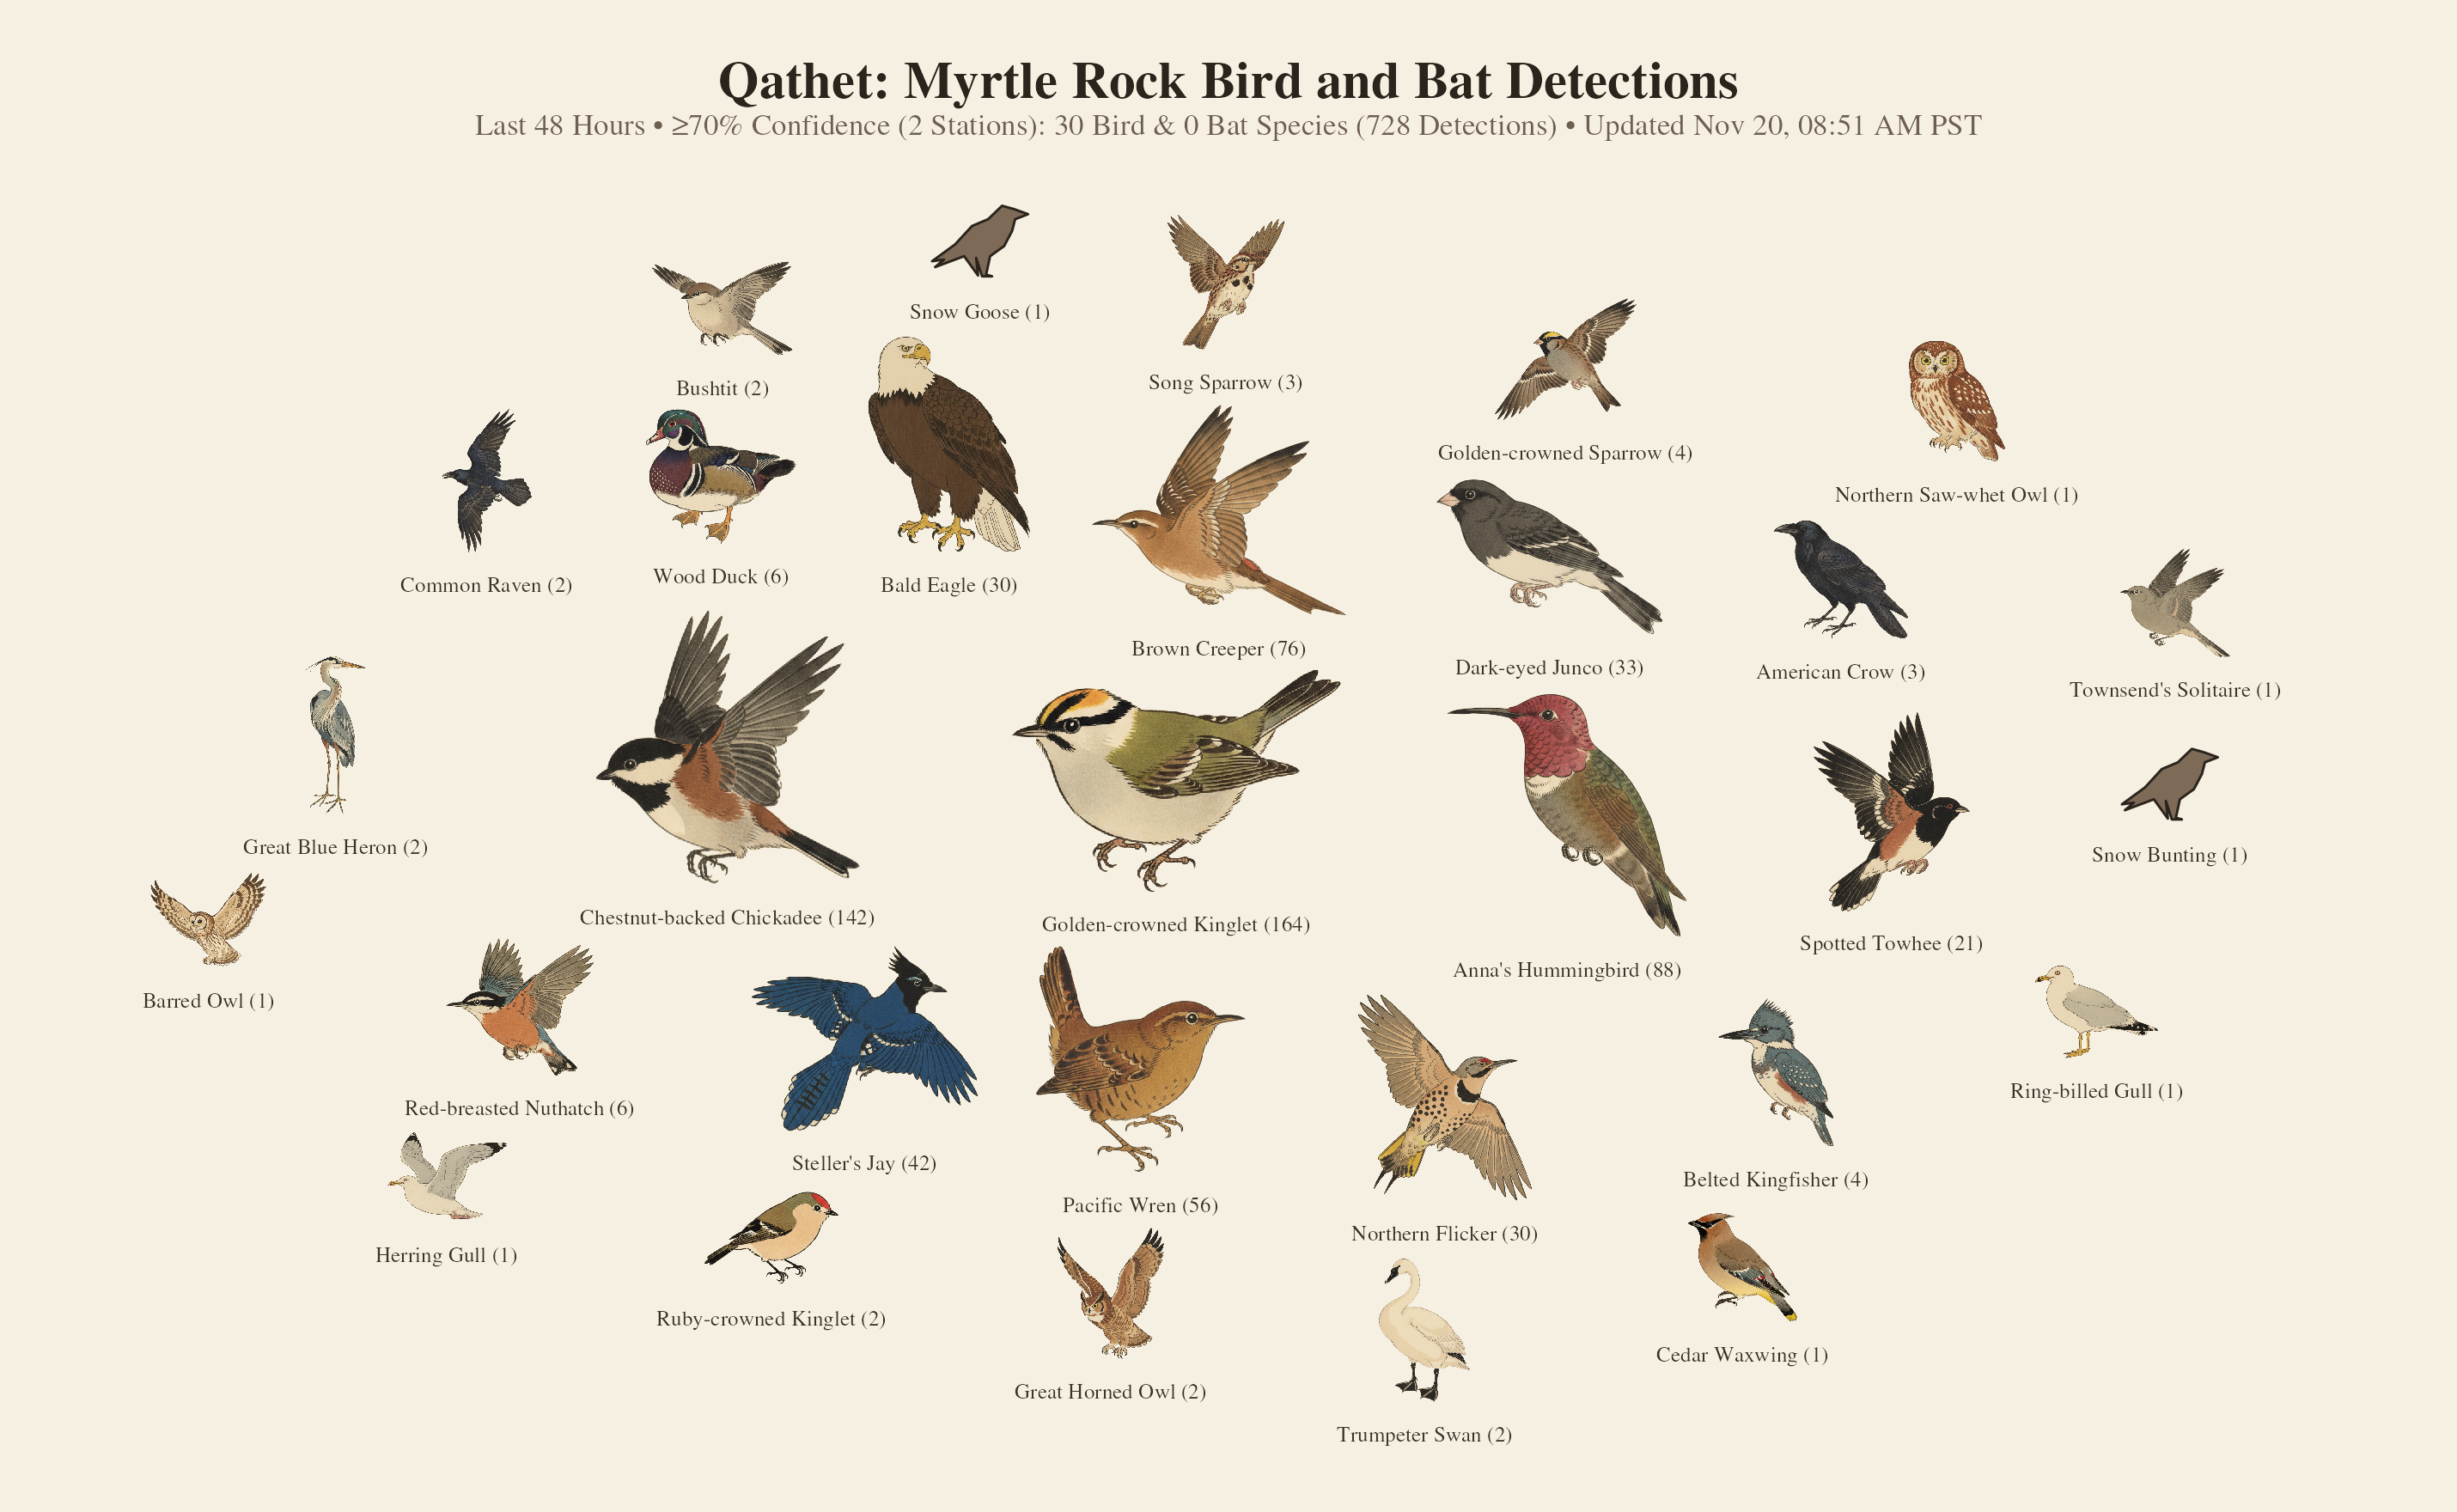 Qathet: Myrtle Rock Bird and Bat Detections
Last 48 Hours • ≥70% Confidence (2 Stations): 30 Bird & 0 Bat Species (728 Detections) • Updated Nov 20, 08:51 AM PST
Snow Goose (1)
Song Sparrow (3)
Bushtit (2)
Golden-crowned Sparrow (4)
Northern Saw-whet Owl (1)
Common Raven (2)
Wood Duck (6)
Bald Eagle (30)
Brown Creeper (76)
Dark-eyed Junco (33)
American Crow (3)
Townsend's Solitaire (1)
Great Blue Heron (2)
Snow Bunting (1)
Chestnut-backed Chickadee (142)
Golden-crowned Kinglet (164)
Spotted Towhee (21)
Anna's Hummingbird (88)
Barred Owl (1)
Ring-billed Gull (1)
Red-breasted Nuthatch (6)
Steller's Jay (42)
Belted Kingfisher (4)
Pacific Wren (56)
Northern Flicker (30)
Herring Gull (1)
Ruby-crowned Kinglet (2)
Cedar Waxwing (1)
Great Horned Owl (2)
Trumpeter Swan (2)